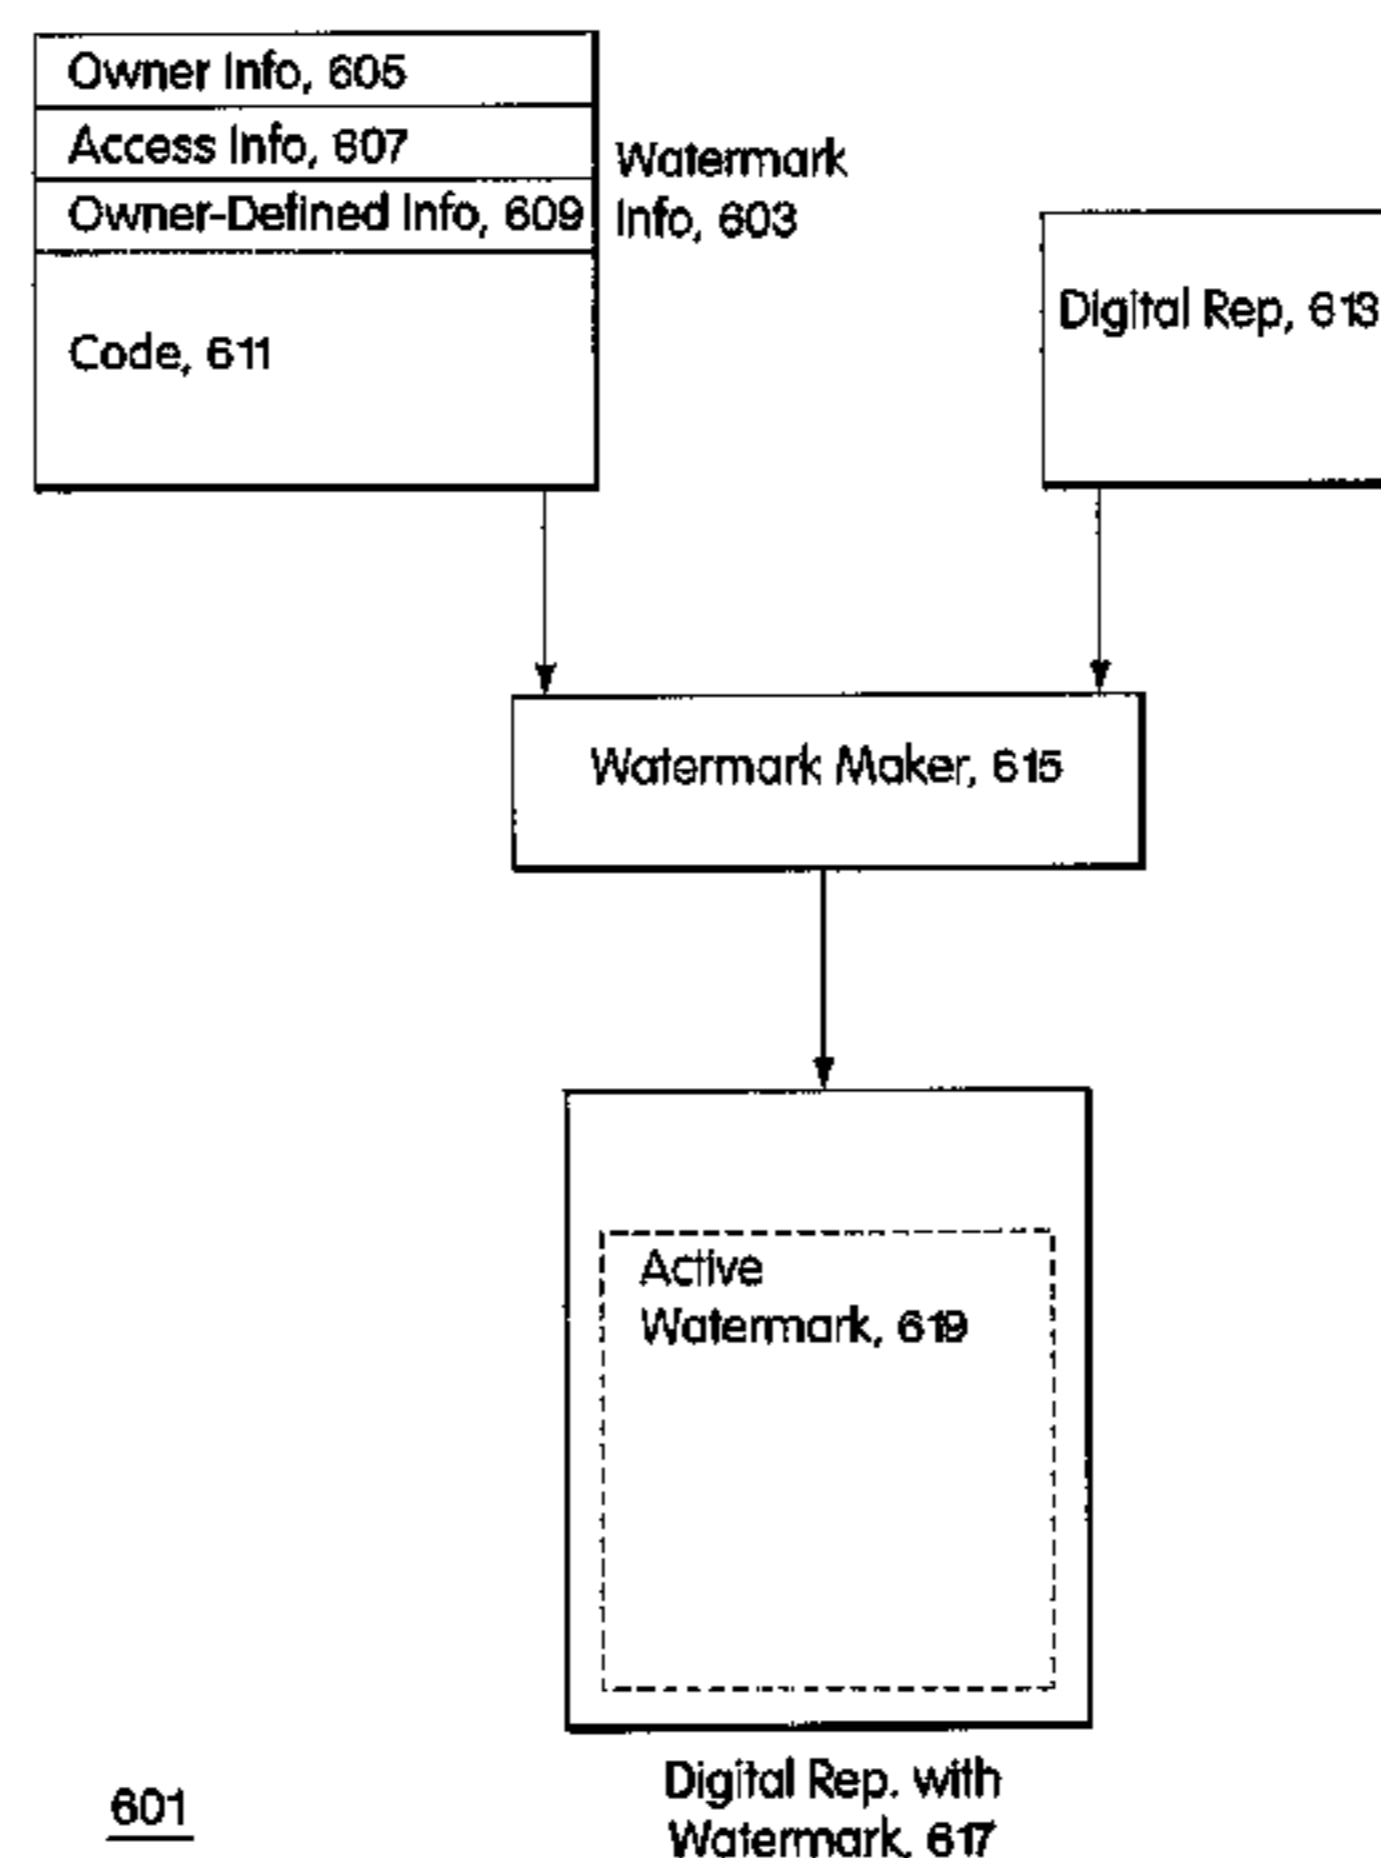 Owner Info, 605
Access Info, 607
Owner-Defined Info, 609
Watermark
Info, 603
Code, 611
Digital Rep, 613
Watermark Maker, 615
Active
Watermark, 619
Digital Rep. with
Watermark, 617
601